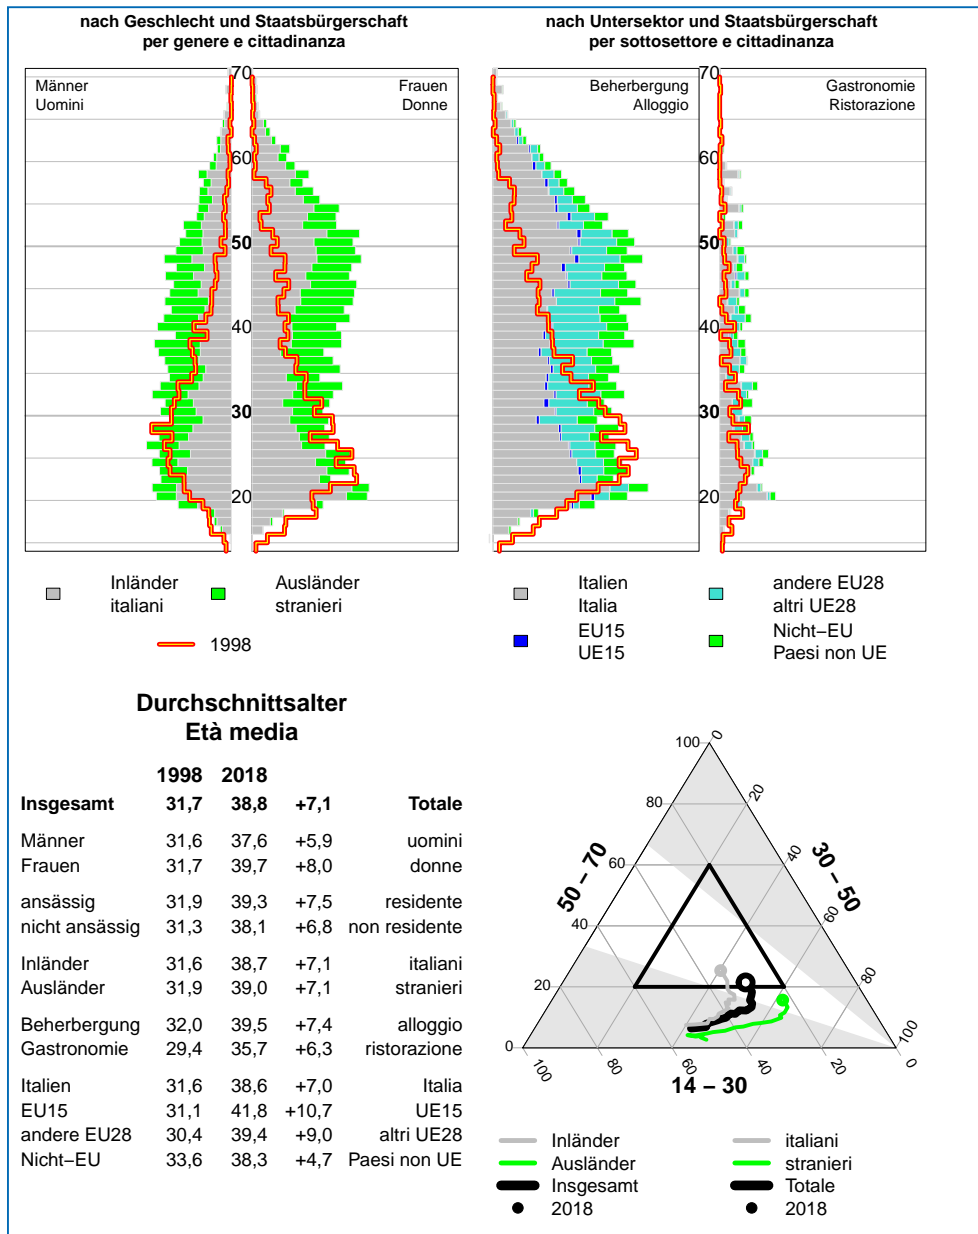 nach Geschlecht und Staatsbürgerschaft
per genere e cittadinanza
nach Untersektor und Staatsbürgerschaft
per sottosettore e cittadinanza
Männer
Uomini
Frauen
Donne
70
60
50
40
30
20
Beherbergung
Alloggio
Gastronomie
Ristorazione
70
60
50
40
30
20
Inländer
italiani
Ausländer
stranieri
1998
Italien
Italia
andere EU28
altri UE28
EU15
UE15
Nicht–EU
Paesi non UE
Durchschnittsalter
Età media
1998 2018
Insgesamt 31,7 38,8 +7,1 Totale
Männer 31,6 37,6 +5,9 uomini
Frauen 31,7 39,7 +8,0 donne
ansässig 31,9 39,3 +7,5 residente
nicht ansässig 31,3 38,1 +6,8 non residente
Inländer 31,6 38,7 +7,1 italiani
Ausländer 31,9 39,0 +7,1 stranieri
Beherbergung 32,0 39,5 +7,4 alloggio
Gastronomie 29,4 35,7 +6,3 ristorazione
Italien 31,6 38,6 +7,0 Italia
EU15 31,1 41,8 +10,7 UE15
andere EU28 30,4 39,4 +9,0 altri UE28
Nicht–EU 33,6 38,3 +4,7 Paesi non UE
50 – 70
30 – 50
14 – 30
100
80
60
40
20
0
0
20
40
60
80
100
100
80
60
40
20
0
Inländer italiani
Ausländer stranieri
Insgesamt Totale
2018 2018